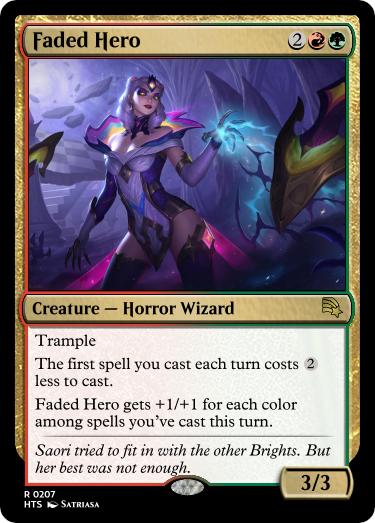 Faded Hero 2
Creature — Horror Wizard
Trample
The first spell you cast each turn costs 2
less to cast.
Faded Hero gets +1/+1 for each color
among spells you've cast this turn.
Saori tried to fit in with the other Brights. But
her best was not enough.
3/3
R 0207
HTS Satriasa